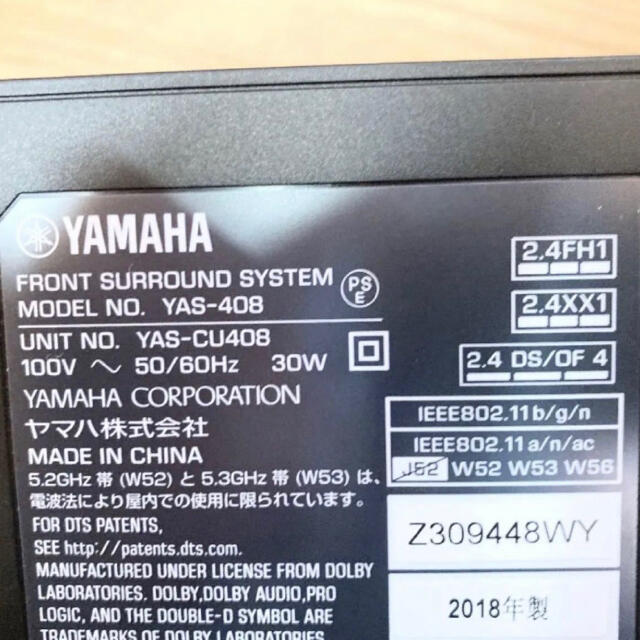 YAMAHA
FRONT SURROUND SYSTEM
MODEL NO. YAS-408
PSE
UNIT NO. YAS-CU408
100V ～ 50/60Hz 30W
YAMAHA CORPORATION
ヤマハ株式会社
MADE IN CHINA
5.2GHz 帯 (W52) と 5.3GHz 帯 (W53) は、
電波法により屋内での使用に限られています。
FOR DTS PATENTS,
SEE http://patents.dts.com.
MANUFACTURED UNDER LICENSE FROM DOLBY
LABORATORIES. DOLBY,DOLBY AUDIO,PRO
LOGIC, AND THE DOUBLE-D SYMBOL ARE
TRADEMARKS OF DOLBY LABORATORIES.
2.4FH1
2.4XX1
2.4 DS/OF 4
IEEE802.11b/g/n
IEEE802.11a/n/ac
J52 W52 W53 W56
Z309448WY
2018年製